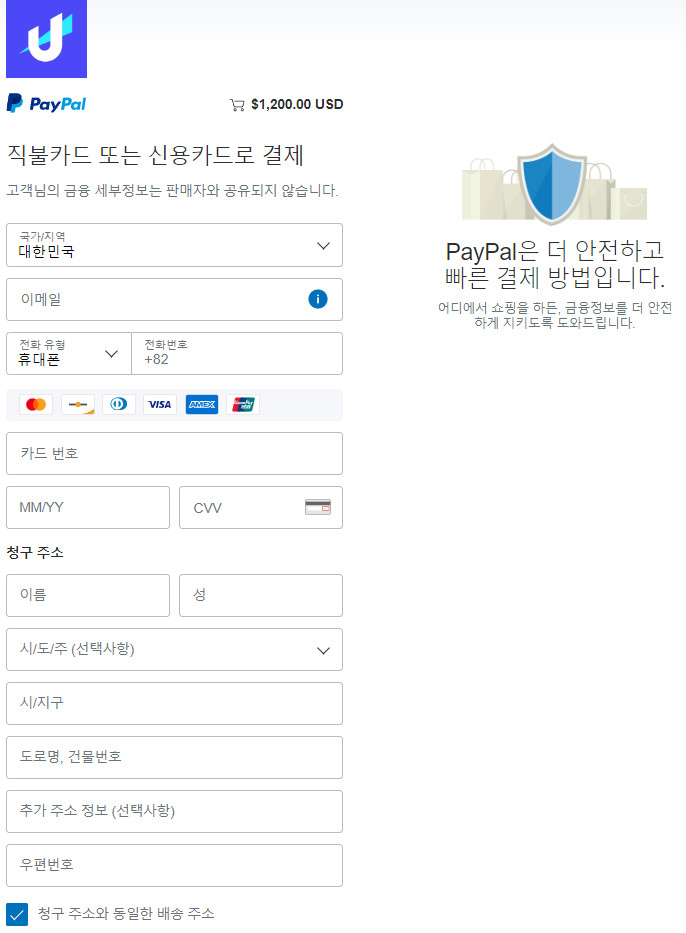 PayPal
$1,200.00 USD
직불카드 또는 신용카드로 결제
고객님의 금융 세부정보는 판매자와 공유되지 않습니다.
국가/지역
대한민국
이메일
전화 유형
휴대폰
전화번호
+82
VISA
AMEX
카드 번호
MM/YY
CVV
청구 주소
이름
성
시/도/주 (선택사항)
시/지구
도로명, 건물번호
추가 주소 정보 (선택사항)
우편번호
청구 주소와 동일한 배송 주소
PayPal은 더 안전하고
빠른 결제 방법입니다.
어디에서 쇼핑을 하든, 금융정보를 더 안전
하게 지키도록 도와드립니다.